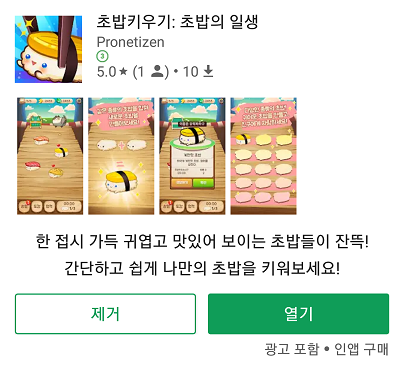 초밥키우기: 초밥의 일생
Pronetizen
3
5.0★ (1 ) • 10
한 접시 가득 귀엽고 맛있어 보이는 초밥들이 잔뜩!
간단하고 쉽게 나만의 초밥을 키워보세요!
제거
열기
광고 포함 • 인앱 구매